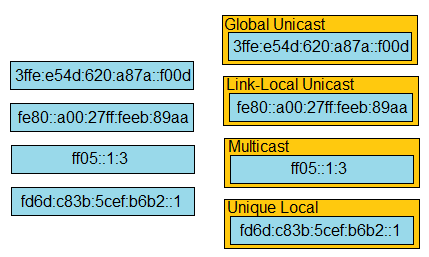 3ffe:e54d:620:a87a::f00d
fe80::a00:27ff:feeb:89aa
ff05::1:3
fd6d:c83b:5cef:b6b2::1
Global Unicast
3ffe:e54d:620:a87a::f00d
Link-Local Unicast
fe80::a00:27ff:feeb:89aa
Multicast
ff05::1:3
Unique Local
fd6d:c83b:5cef:b6b2::1